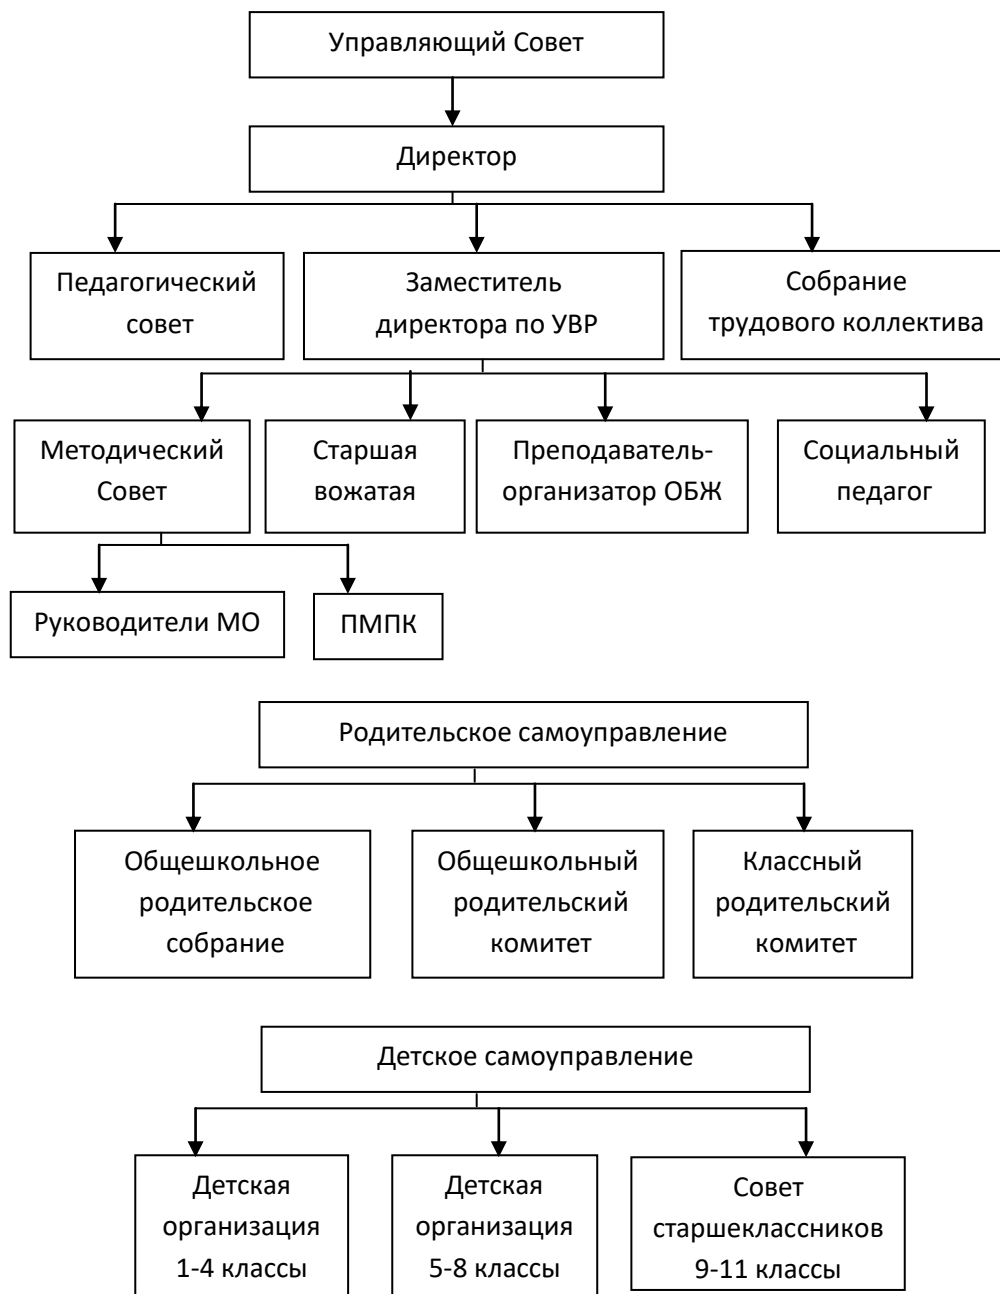 Управляющий Совет
Директор
Педагогический
совет
Заместитель
директора по УВР
Собрание
трудового коллектива
Методический
Совет
Старшая
вожатая
Преподаватель-
организатор ОБЖ
Социальный
педагог
Руководители МО
ПМПК
Родительское самоуправление
Общешкольное
родительское
собрание
Общешкольный
родительский
комитет
Классный
родительский
комитет
Детское самоуправление
Детская
организация
1-4 классы
Детская
организация
5-8 классы
Совет
старшеклассников
9-11 классы